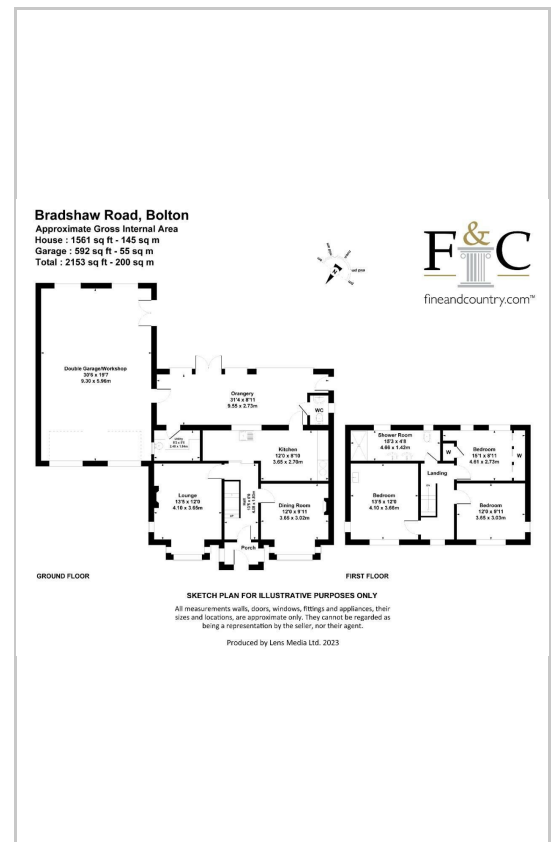 Bradshaw Road, Bolton
Approximate Gross Internal Area
House : 1561 sq ft - 145 sq m
Garage : 592 sq ft - 55 sq m
Total : 2153 sq ft - 200 sq m
F & C
fineandcountry.com™
Double Garage/Workshop
30'6 x 19'7
9.30 x 5.96m
Orangery
31'4 x 8'11
9.55 x 2.73m
WC
Utility
Kitchen
12'0 x 8'10
3.65 x 2.70m
Lounge
13'5 x 12'0
4.10 x 3.65m
Dining Room
12'0 x 9'11
3.65 x 3.02m
Porch
Shower Room
15'3 x 4'8
4.66 x 1.42m
W
Bedroom
15'1 x 8'11
4.61 x 2.73m
W
Landing
Bedroom
13'5 x 12'0
4.10 x 3.65m
Bedroom
12'0 x 9'11
3.65 x 3.03m
GROUND FLOOR
FIRST FLOOR
SKETCH PLAN FOR ILLUSTRATIVE PURPOSES ONLY
All measurements walls, doors, windows, fittings and appliances, their
sizes and locations, are approximate only. They cannot be regarded as
being a representation by the seller, nor their agent.
Produced by Lens Media Ltd. 2023